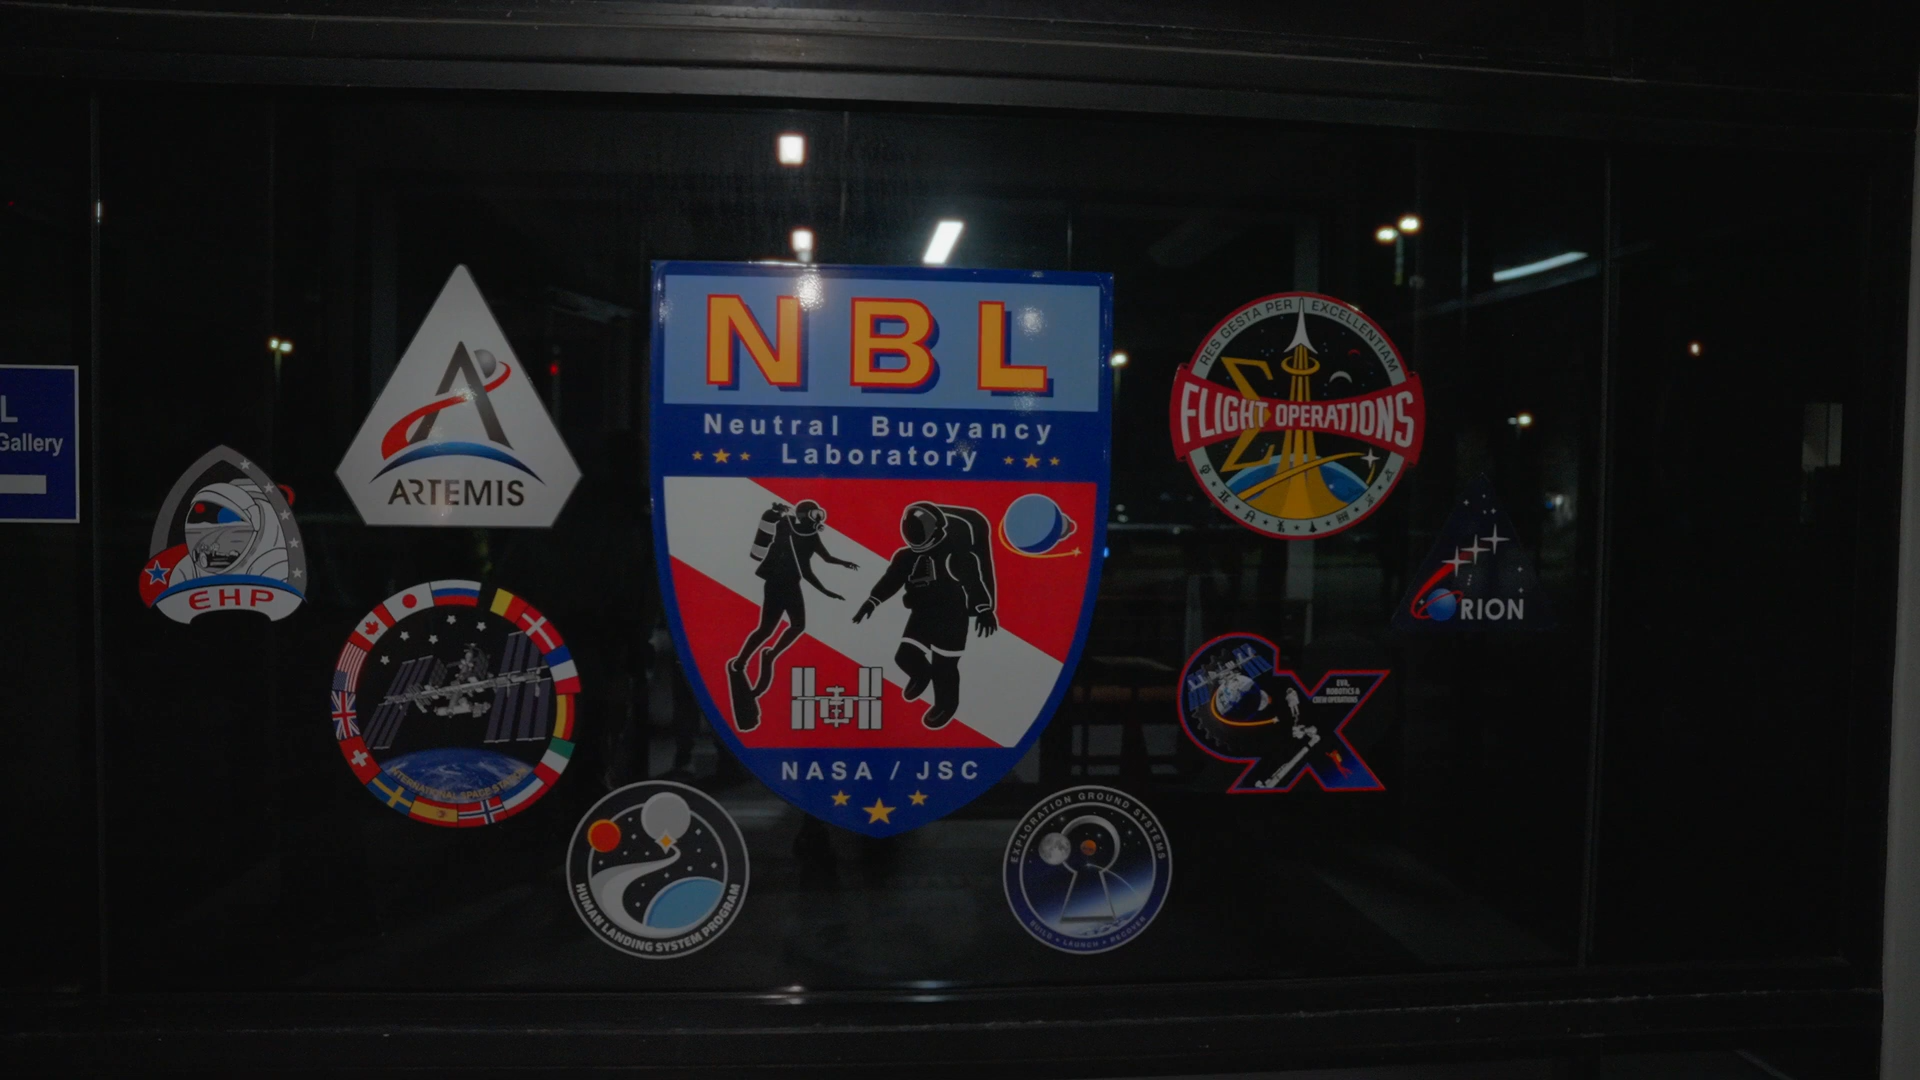 L
Gallery
EHP
ARTEMIS
INTERNATIONAL SPACE STATION
HUMAN LANDING SYSTEM PROGRAM
NBL
Neutral Buoyancy
Laboratory
NASA / JSC
EXPLORATION GROUND SYSTEMS
BUILD • LAUNCH • RECOVER
RES GESTA PER EXCELLENTIAM
FLIGHT OPERATIONS
EVA,
ROBOTICS &
CREW OPERATIONS
X
ORION